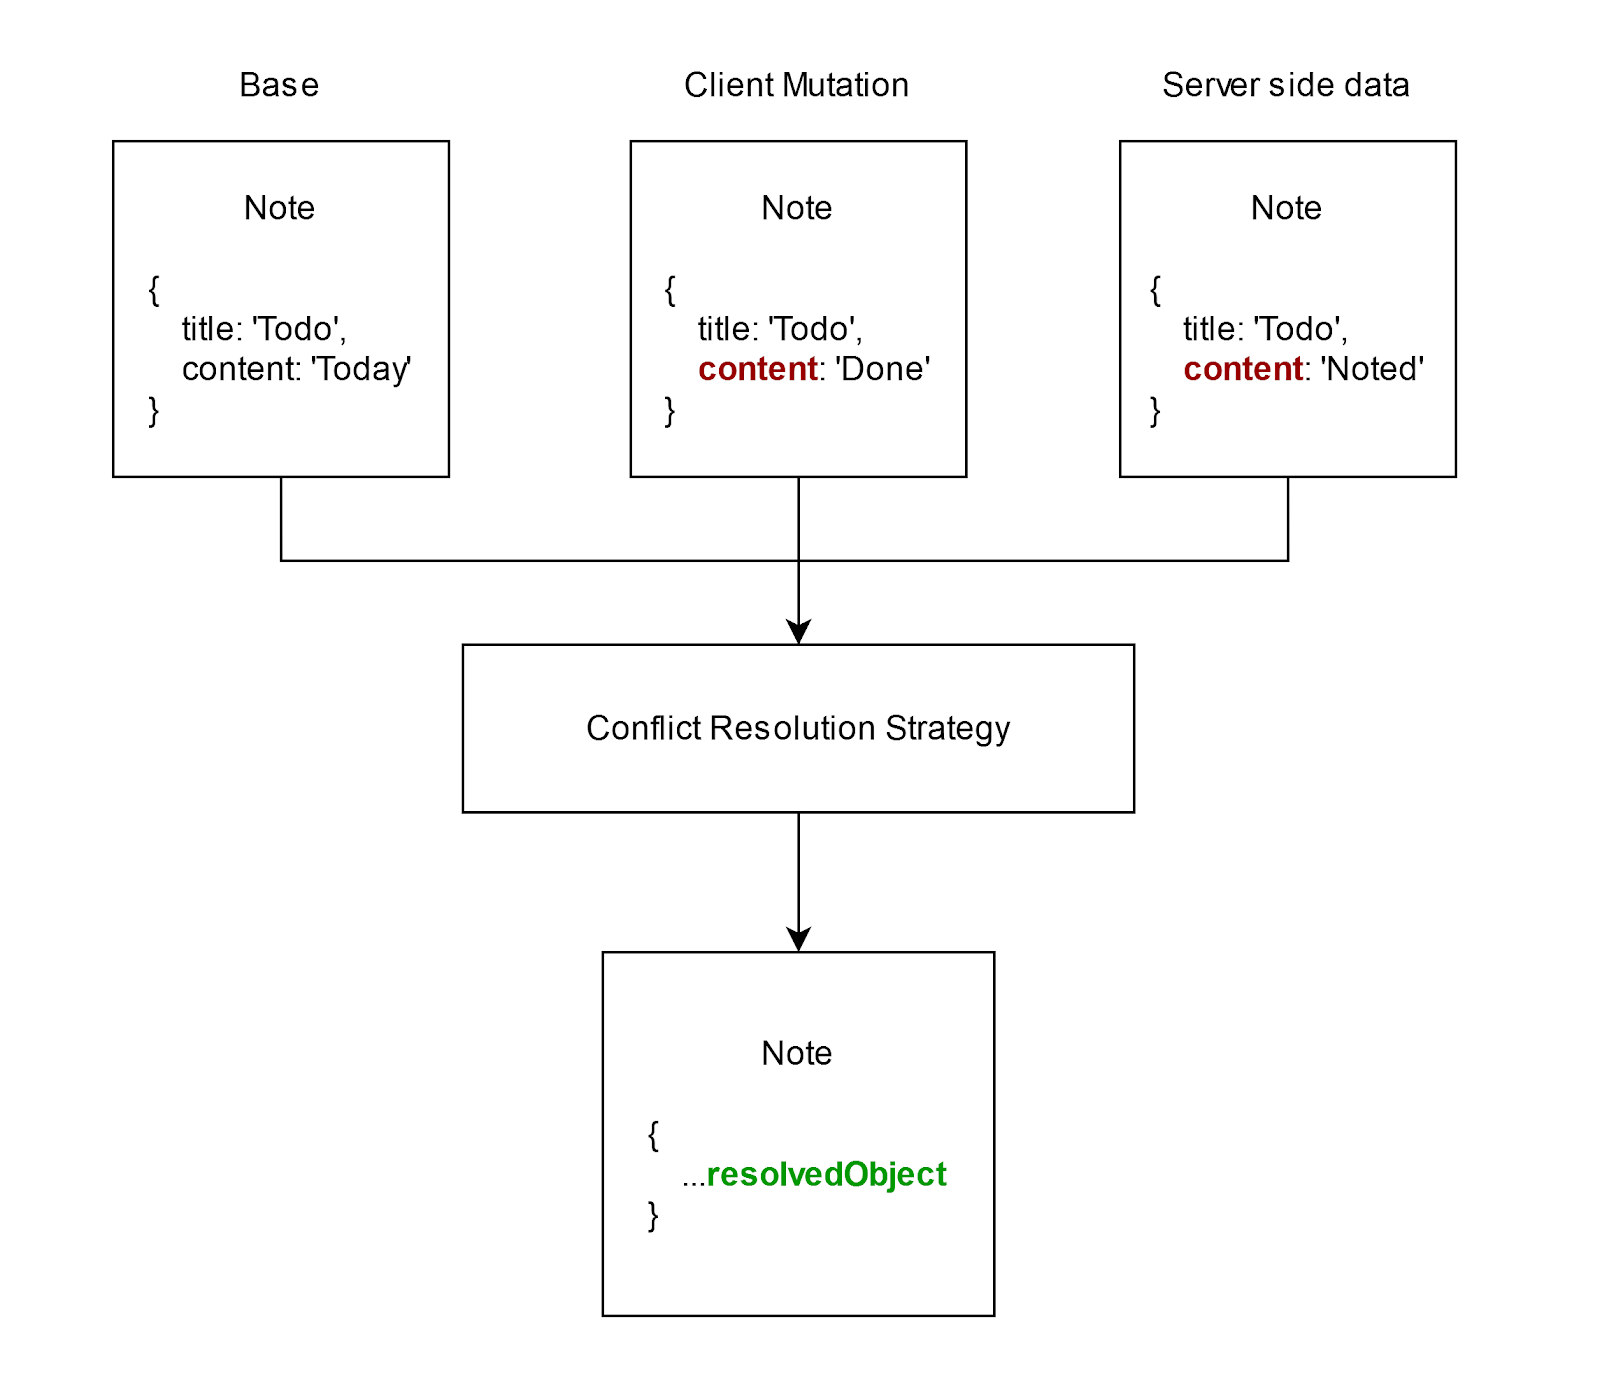 Base
Client Mutation
Server side data
Note
{
title: 'Todo',
content: 'Today'
}
Note
{
title: 'Todo',
content: 'Done'
}
Note
{
title: 'Todo',
content: 'Noted'
}
Conflict Resolution Strategy
Note
{
...resolvedObject
}